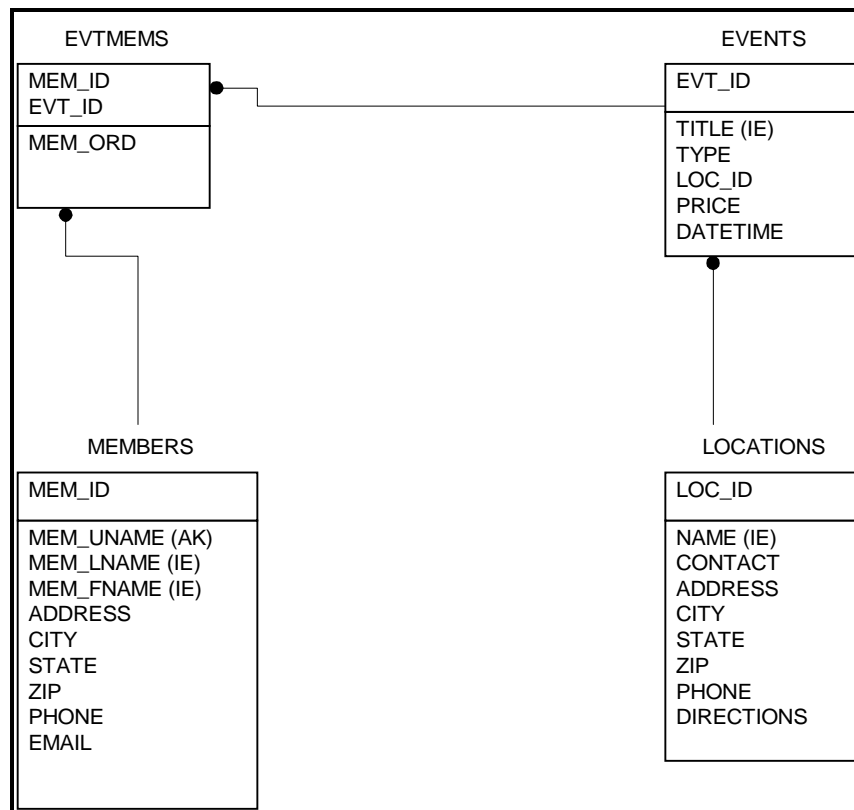 EVTMEMS
MEM_ID
EVT_ID
MEM_ORD
EVENTS
EVT_ID
TITLE (IE)
TYPE
LOC_ID
PRICE
DATETIME
MEMBERS
MEM_ID
MEM_UNAME (AK)
MEM_LNAME (IE)
MEM_FNAME (IE)
ADDRESS
CITY
STATE
ZIP
PHONE
EMAIL
LOCATIONS
LOC_ID
NAME (IE)
CONTACT
ADDRESS
CITY
STATE
ZIP
PHONE
DIRECTIONS